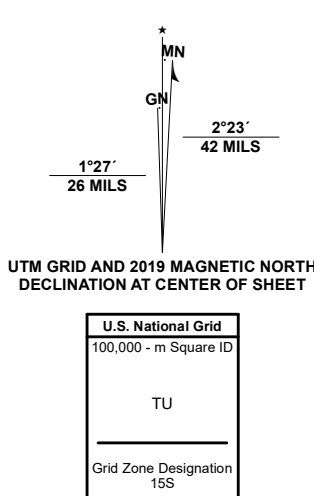 ★
MN
GN
2°23´
42 MILS
1°27´
26 MILS
UTM GRID AND 2019 MAGNETIC NORTH
DECLINATION AT CENTER OF SHEET
U.S. National Grid
100,000 - m Square ID
TU
Grid Zone Designation
15S